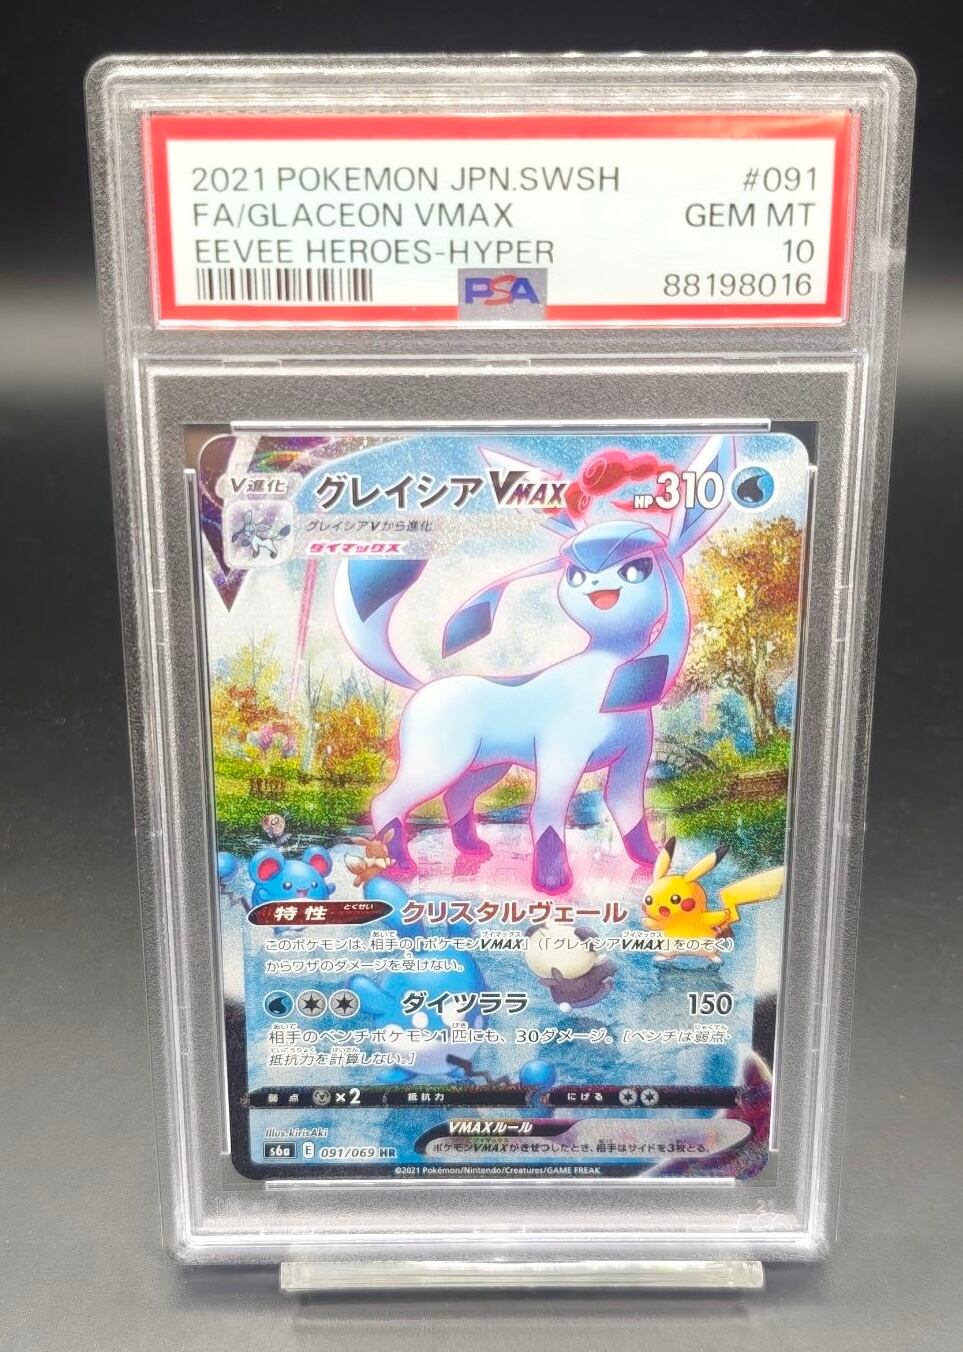 2021 POKEMON JPN.SWSH #091
FA/GLACEON VMAX GEM MT
EEVEE HEROES-HYPER 10
PSA 88198016
V進化 グレイシアVMAX HP310
グレイシアVから進化
ダイマックス
特性 とくせい クリスタルヴェール
このポケモンは、相手の「ポケモンVMAX」(「グレイシアVMAX」をのぞく)
からワザのダメージを受けない。
ダイツララ 150
相手のベンチポケモン1匹にも、30ダメージ。[ベンチは弱点・
抵抗力を計算しない。]
弱点 ×2 抵抗力 にげる
Illus.kirisAki VMAXルール
ポケモンVMAXがきぜつしたとき、相手はサイドを3枚とる。
s6a E 091/069 HR
©2021 Pokémon/Nintendo/Creatures/GAME FREAK.